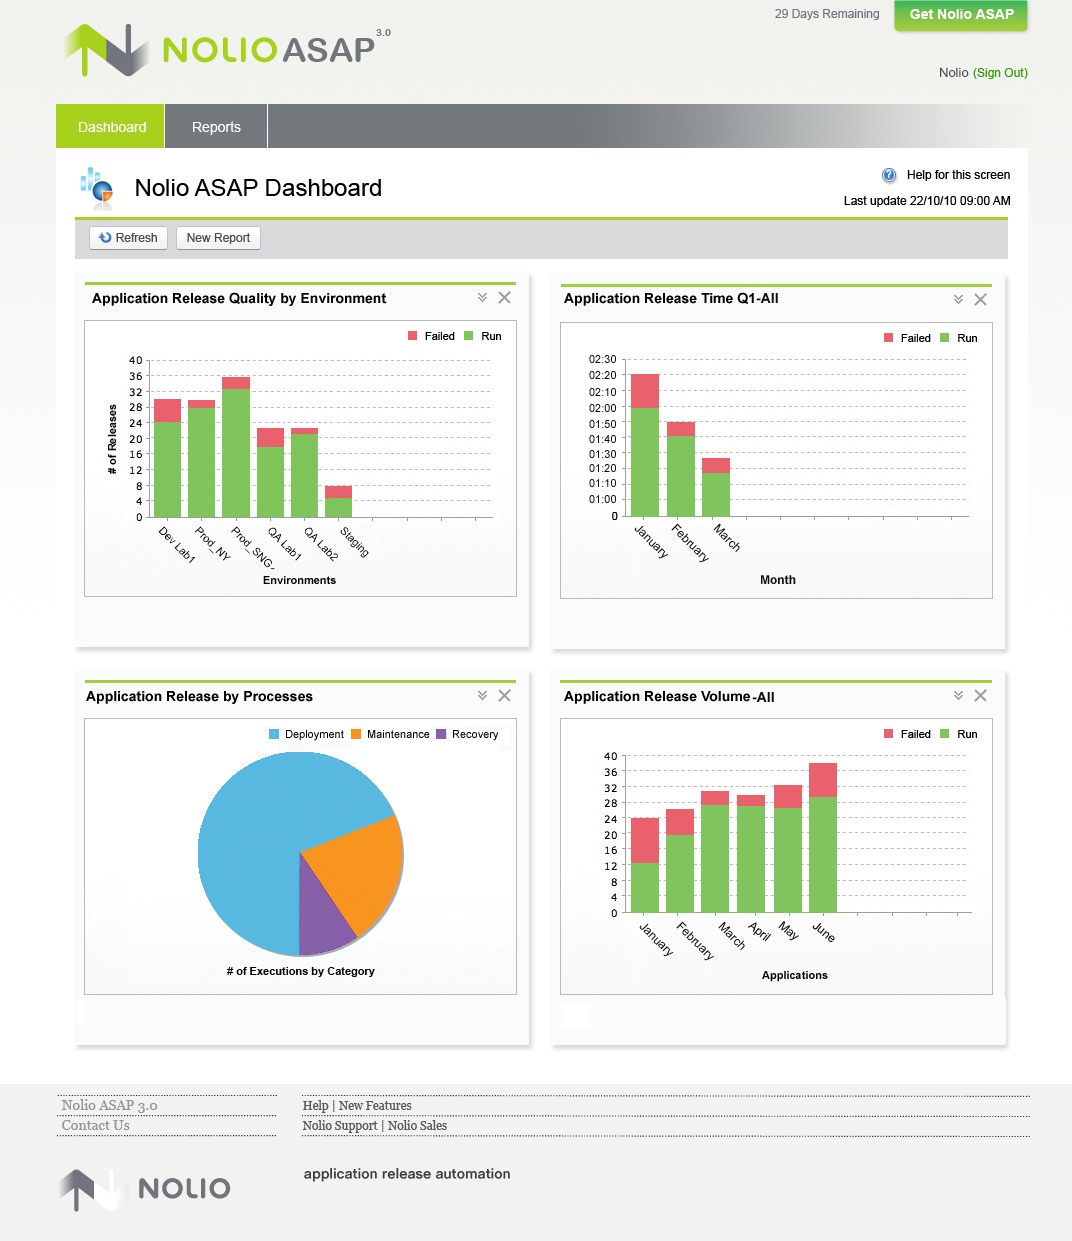 29 Days Remaining
Get Nolio ASAP
NOLIO ASAP 3.0
Nolio (Sign Out)
Dashboard
Reports
Nolio ASAP Dashboard
Help for this screen
Last update 22/10/10 09:00 AM
Refresh
New Report
Application Release Quality by Environment
Failed
Run
40
36
32
28
24
20
16
12
8
4
0
# of Releases
Dev Lab1
Prod_NY
Prod_SNG-
QA Lab1
QA Lab2
Staging
Environments
Application Release Time Q1-All
Failed
Run
02:30
02:20
02:10
02:00
01:50
01:40
01:30
01:20
01:10
01:00
0
January
February
March
Month
Application Release by Processes
Deployment
Maintenance
Recovery
# of Executions by Category
Application Release Volume-All
Failed
Run
40
36
32
28
24
20
16
12
8
4
0
January
February
March
April
May
June
Applications
Nolio ASAP 3.0
Contact Us
Help | New Features
Nolio Support | Nolio Sales
NOLIO
application release automation